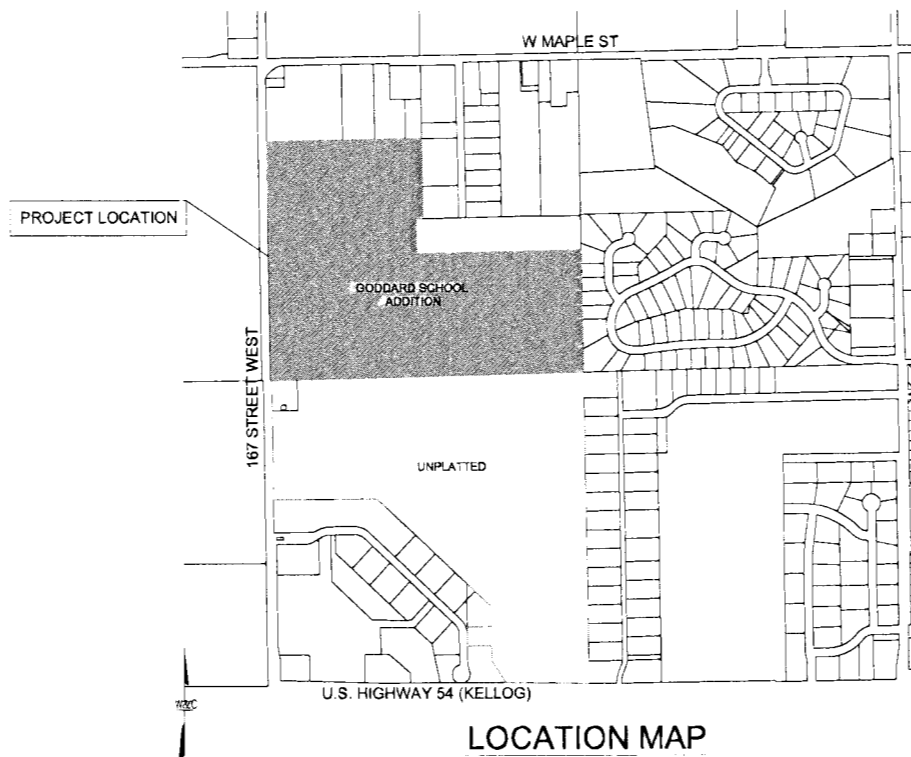 W MAPLE ST
PROJECT LOCATION
GODDARD SCHOOL
ADDITION
167 STREET WEST
UNPLATTED
U.S. HIGHWAY 54 (KELLOG)
LOCATION MAP